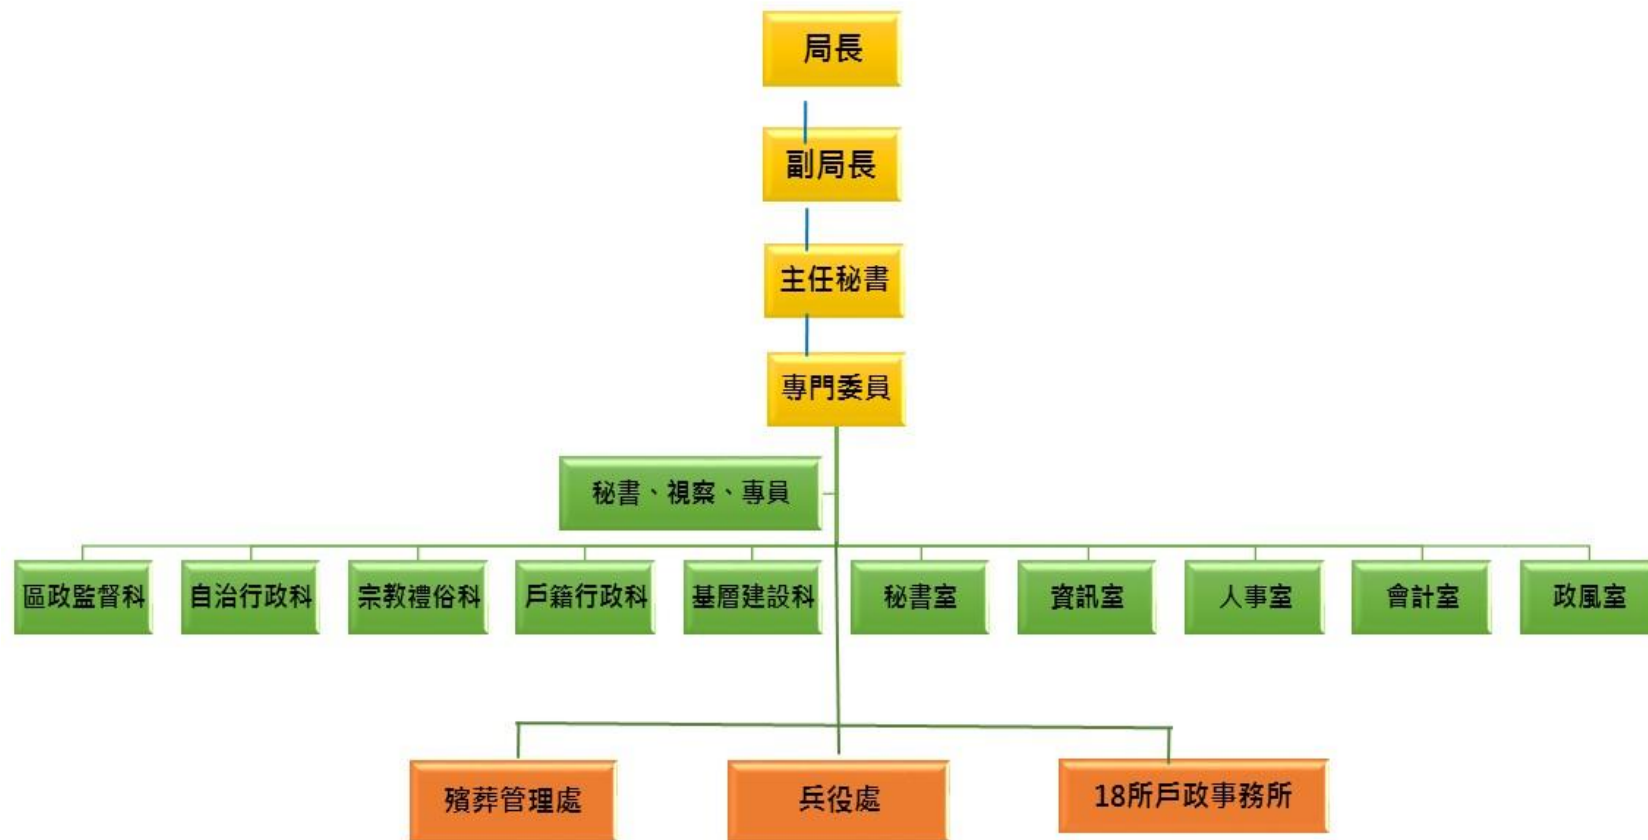 局長
副局長
主任秘書
專門委員
秘書、視察、專員
區政監督科
自治行政科
宗教禮俗科
戶籍行政科
基層建設科
秘書室
資訊室
人事室
會計室
政風室
殯葬管理處
兵役處
18所戶政事務所